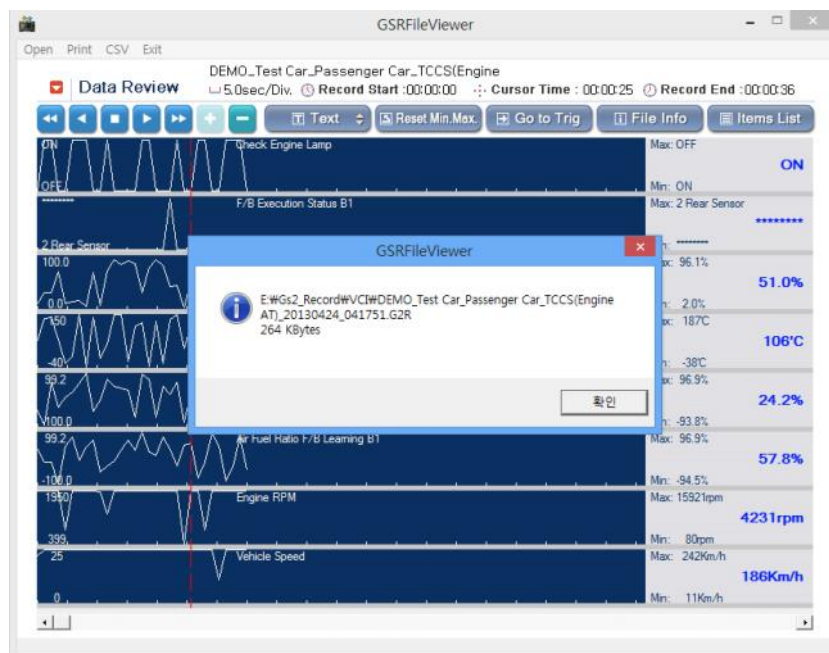 GSRFileViewer
Open Print CSV Exit
DEMO_Test Car_Passenger Car_TCCS(Engine
Data Review 5.0sec/Div. Record Start :00:00:00 Cursor Time : 00:00:25 Record End :00:00:36
Text Reset Min.Max. Go to Trig File Info Items List
ON Check Engine Lamp Max: OFF
ON
OFF Min: ON
******** F/B Execution Status B1 Max: 2 Rear Sensor
********
2 Rear Sensor ********
GSRFileViewer
100.0 96.1%
51.0%
0.0 2.0%
E:₩Gs2_Record₩VCI₩DEMO_Test Car_Passenger Car_TCCS(Engine
AT)_20130424_041751.G2R
264 KBytes
187℃
106℃
-40 -38℃
99.2 96.9%
24.2%
확인
-93.8%
99.2 Air Fuel Ratio F/B Learning B1 Max: 96.9%
57.8%
-100.0 Min: -94.5%
Engine RPM Max: 15921rpm
4231rpm
399 Min: 80rpm
25 Vehicle Speed Max: 242Km/h
186Km/h
0 Min: 11Km/h